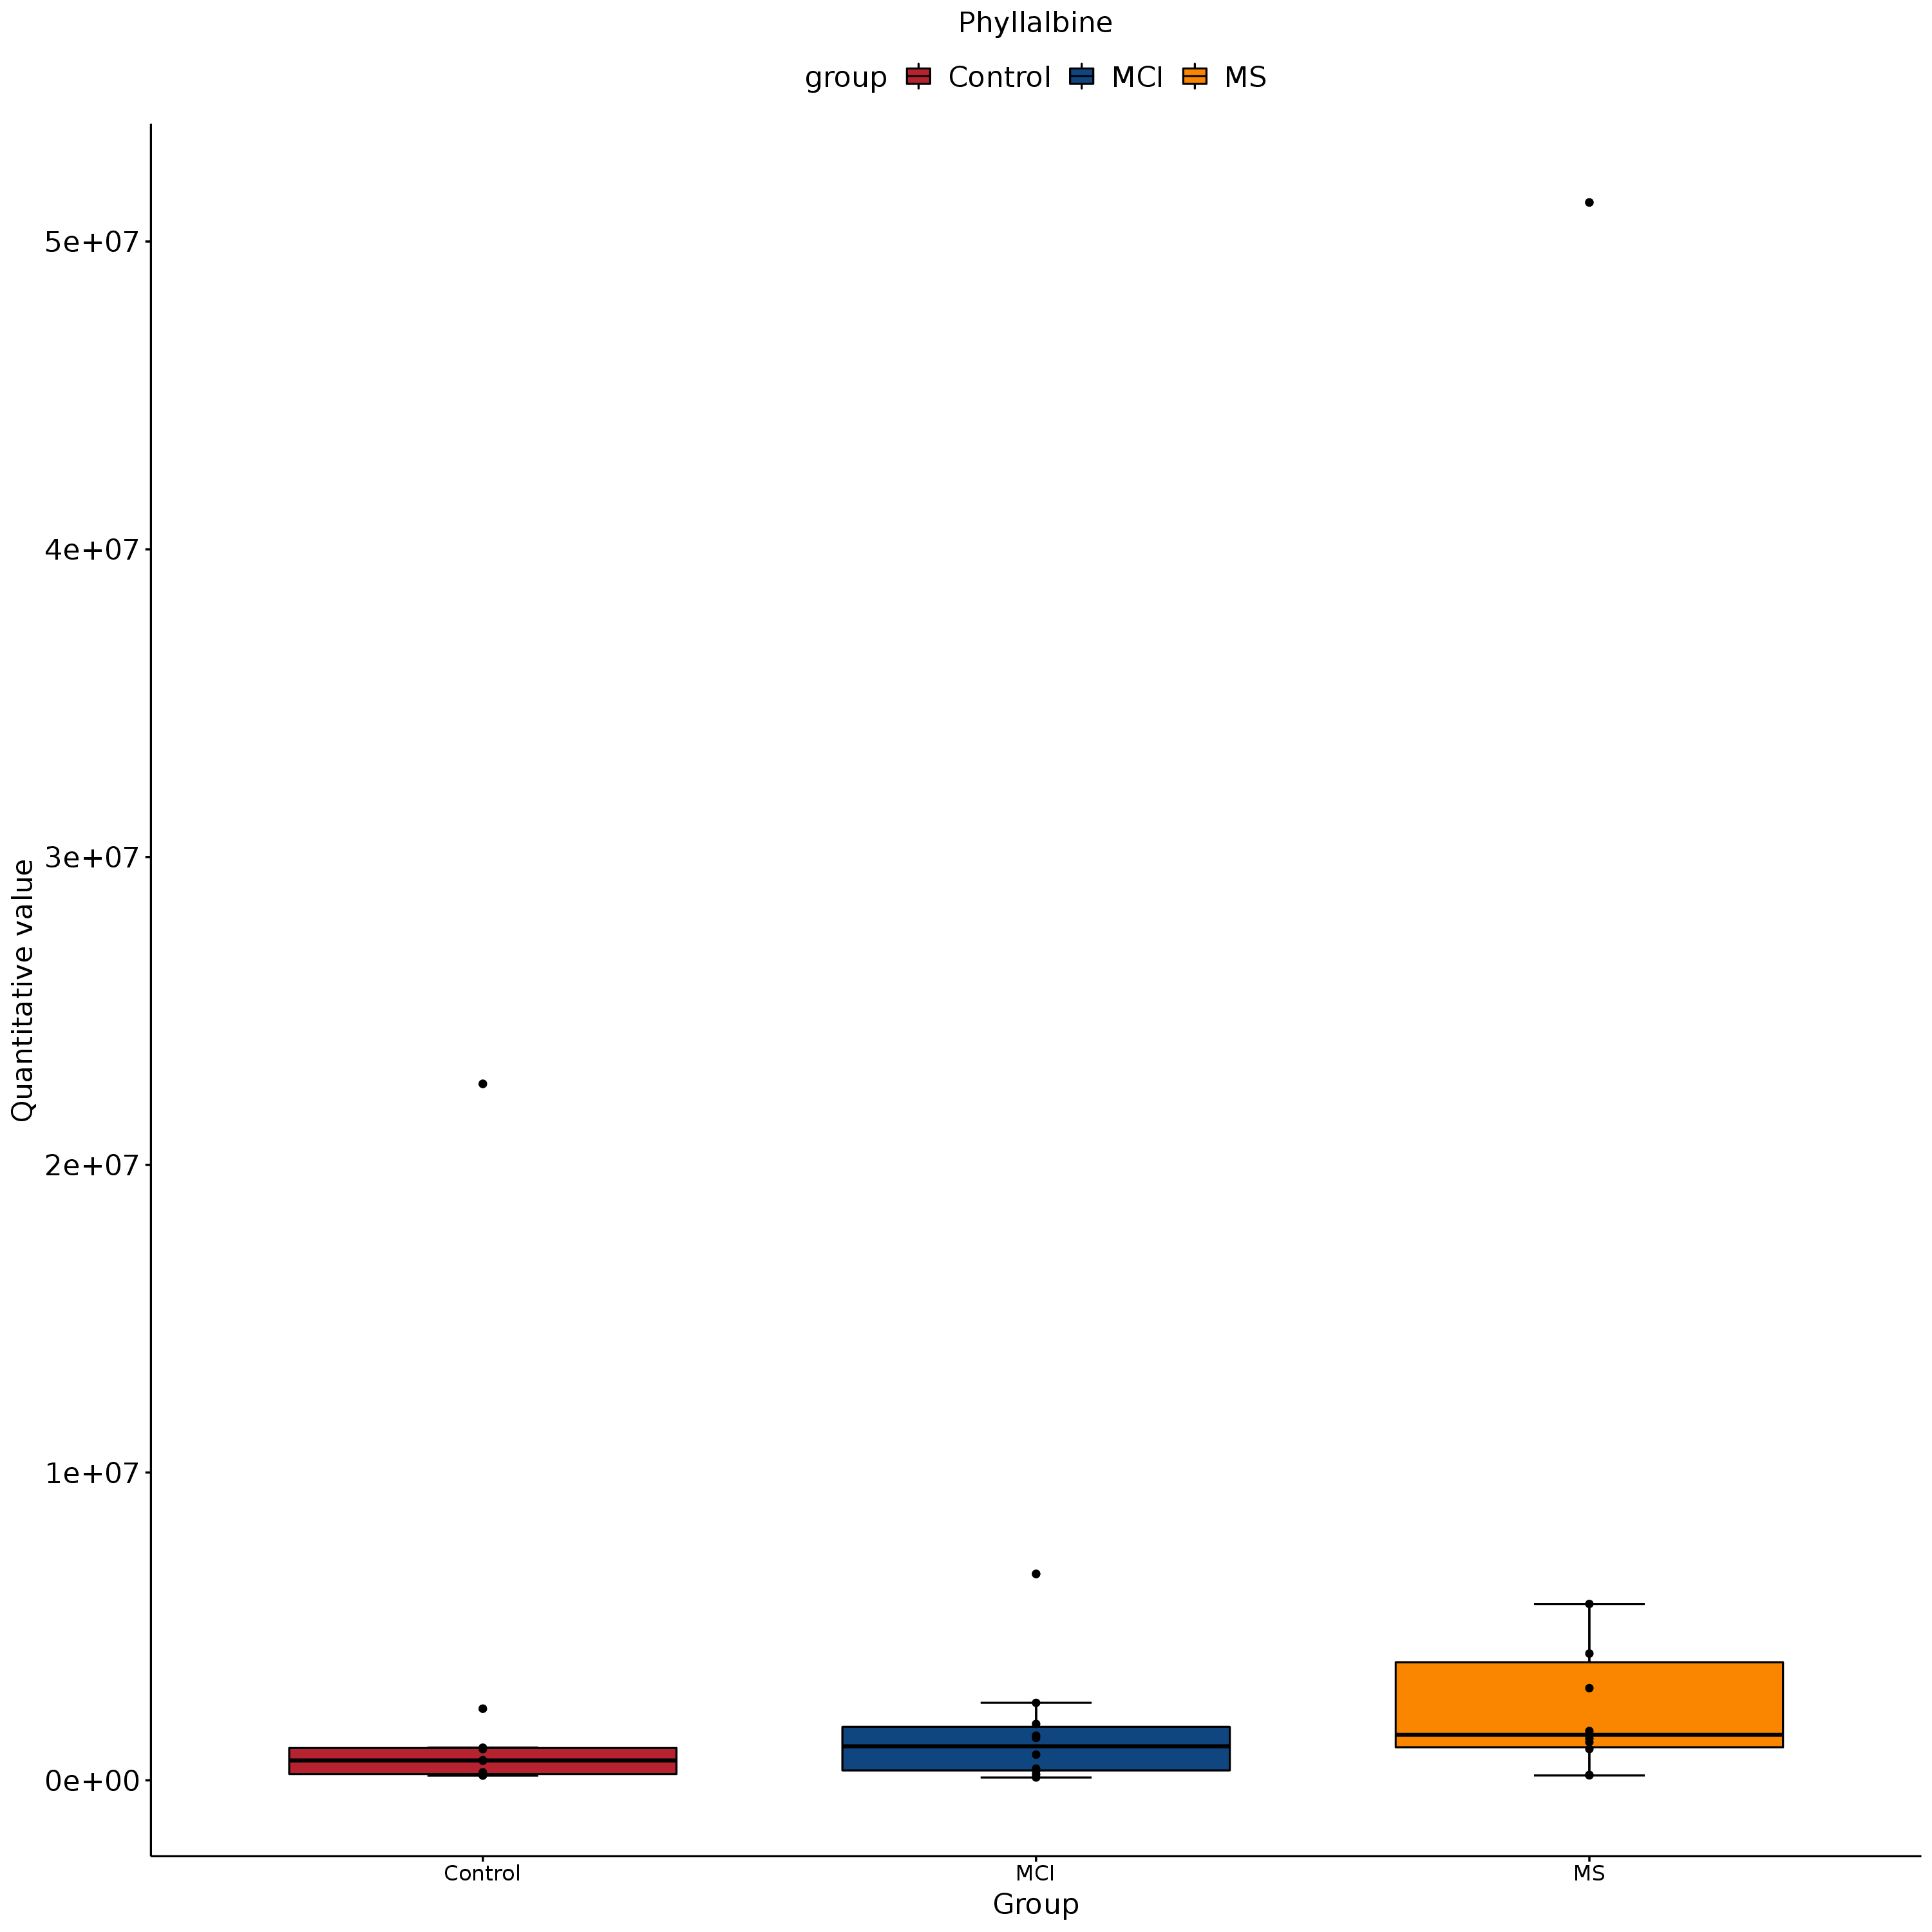 Phyllalbine
group Control MCI MS
Quantitative value
5e+07
4e+07
3e+07
2e+07
1e+07
0e+00
Control MCI MS
Group